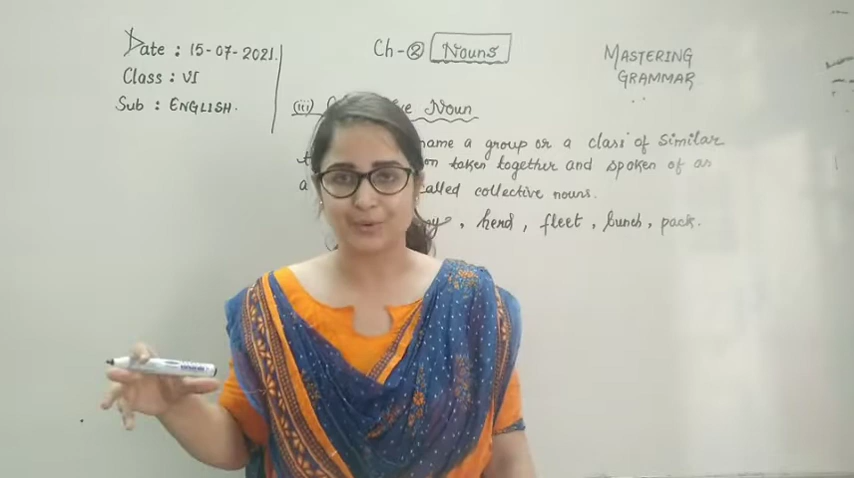 Date : 15-07-2021.
Class : VI
Sub : ENGLISH.
Ch-② Nouns
MASTERING
GRAMMAR
(iii) Noun
name a group or a class of similar
taken together and spoken of as
a called collective nouns.
, herd, fleet, bunch, pack.